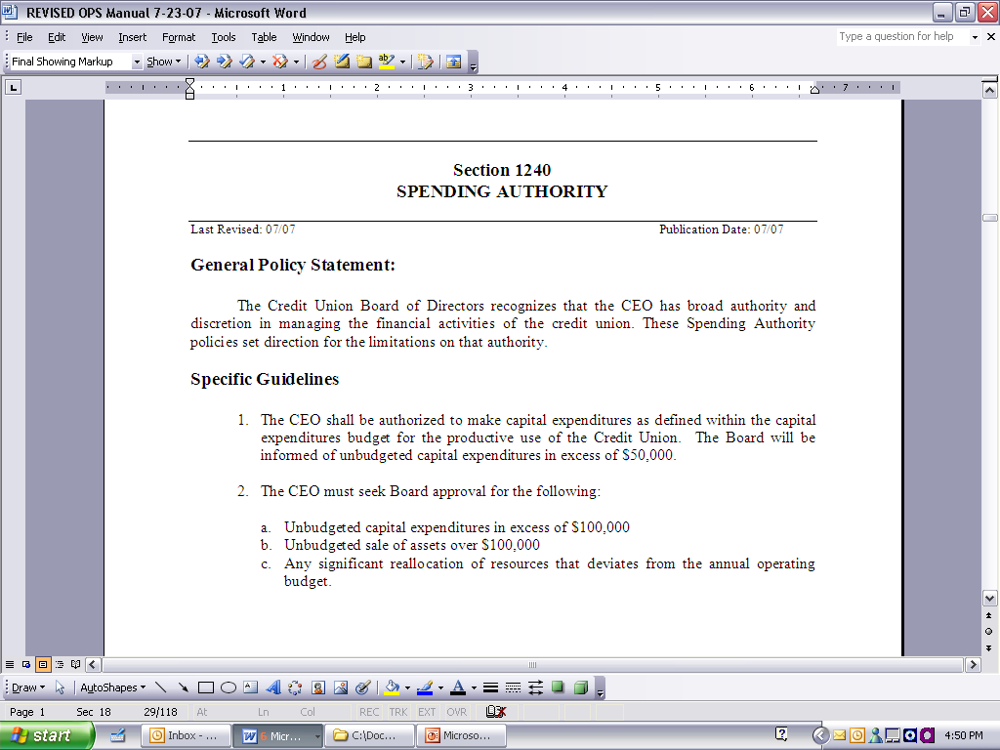 REVISED OPS Manual 7-23-07 - Microsoft Word
File Edit View Insert Format Tools Table Window Help
Type a question for help
Final Showing Markup Show
1 2 3 4 5 6 7
Section 1240
SPENDING AUTHORITY
Last Revised: 07/07 Publication Date: 07/07
General Policy Statement:
The Credit Union Board of Directors recognizes that the CEO has broad authority and
discretion in managing the financial activities of the credit union. These Spending Authority
policies set direction for the limitations on that authority.
Specific Guidelines
1. The CEO shall be authorized to make capital expenditures as defined within the capital
expenditures budget for the productive use of the Credit Union. The Board will be
informed of unbudgeted capital expenditures in excess of $50,000.
2. The CEO must seek Board approval for the following:
a. Unbudgeted capital expenditures in excess of $100,000
b. Unbudgeted sale of assets over $100,000
c. Any significant reallocation of resources that deviates from the annual operating
budget.
Draw AutoShapes
Page 1 Sec 18 29/118 At Ln Col REC TRK EXT OVR
start Inbox - ... Micr... C:\Doc... Microso... 4:50 PM